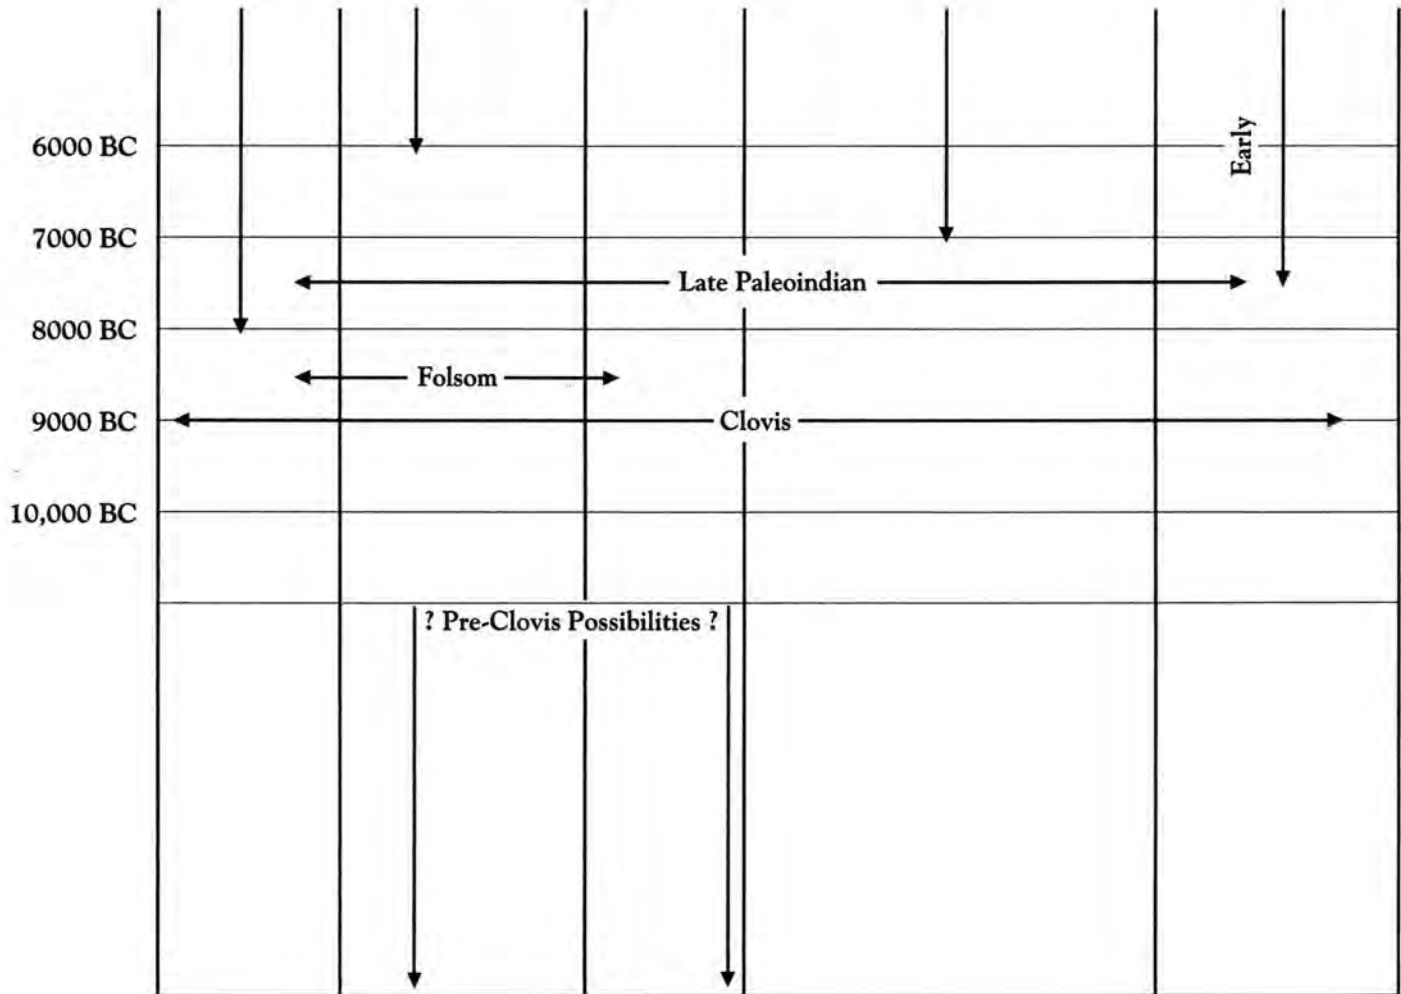 6000 BC
Early
7000 BC
Late Paleoindian
8000 BC
Folsom
9000 BC
Clovis
10,000 BC
? Pre-Clovis Possibilities ?